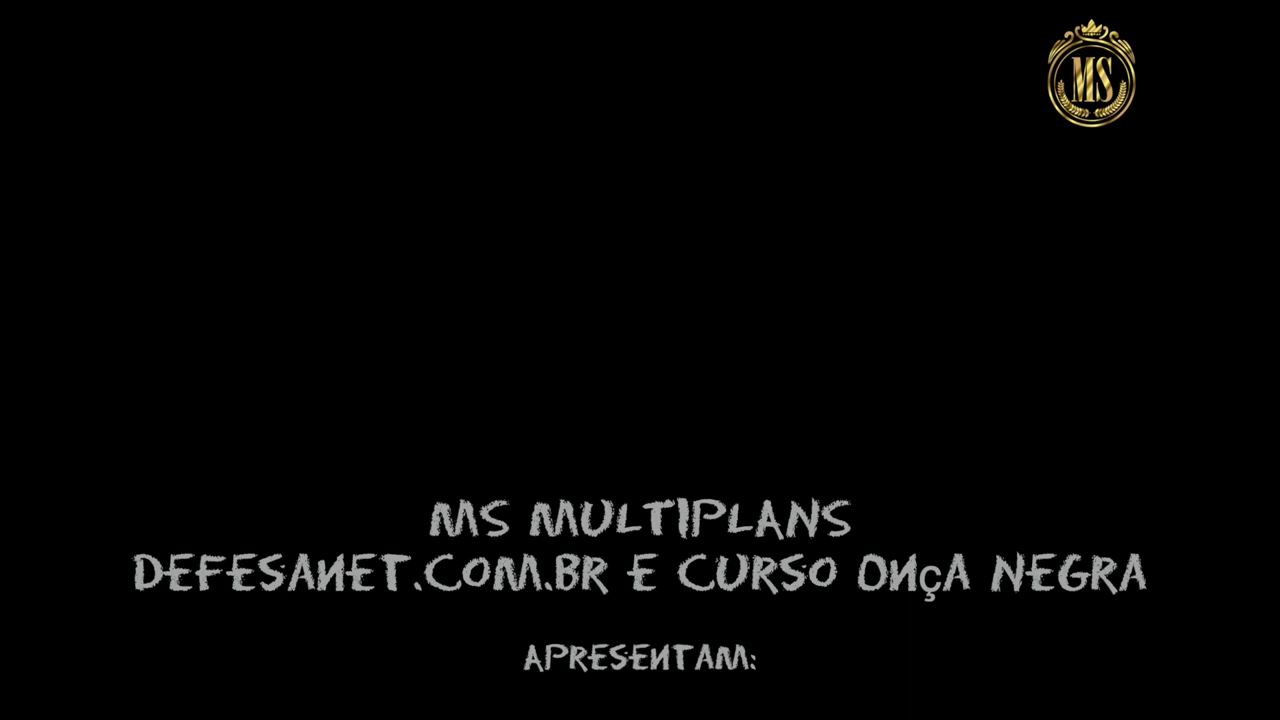 MS
MS MULTIPLANS
DEFESANET.COM.BR E CURSO ONçA NEGRA
APRESENTAM: